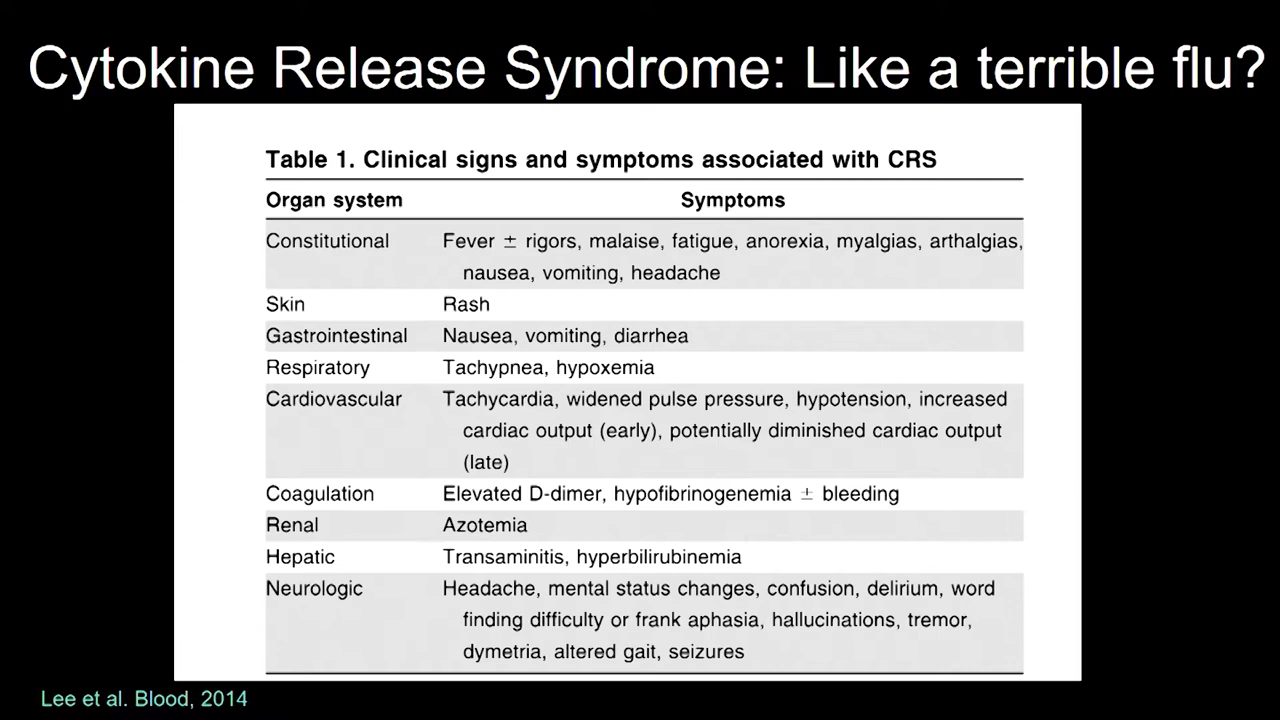 Cytokine Release Syndrome: Like a terrible flu?
Table 1. Clinical signs and symptoms associated with CRS
Organ system Symptoms
Constitutional Fever ± rigors, malaise, fatigue, anorexia, myalgias, arthalgias,
nausea, vomiting, headache
Skin Rash
Gastrointestinal Nausea, vomiting, diarrhea
Respiratory Tachypnea, hypoxemia
Cardiovascular Tachycardia, widened pulse pressure, hypotension, increased
cardiac output (early), potentially diminished cardiac output
(late)
Coagulation Elevated D-dimer, hypofibrinogenemia ± bleeding
Renal Azotemia
Hepatic Transaminitis, hyperbilirubinemia
Neurologic Headache, mental status changes, confusion, delirium, word
finding difficulty or frank aphasia, hallucinations, tremor,
dymetria, altered gait, seizures
Lee et al. Blood, 2014